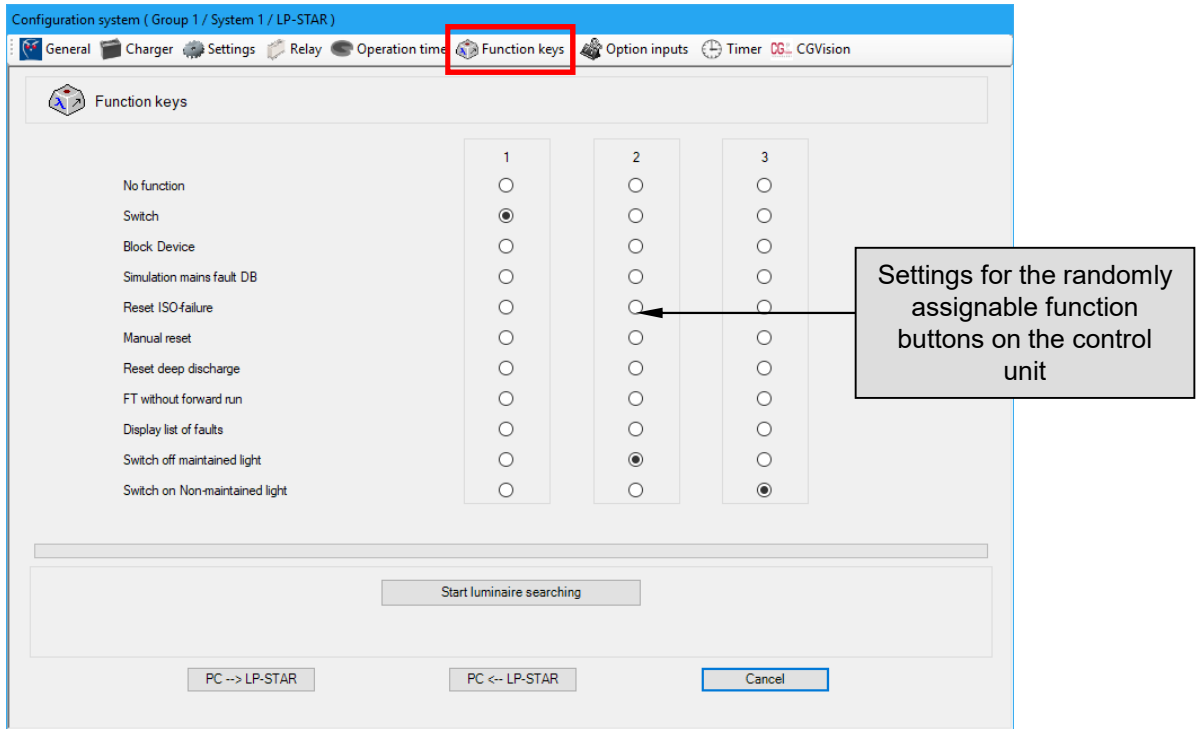 Configuration system ( Group 1 / System 1 / LP-STAR )
General Charger Settings Relay Operation time Function keys Option inputs Timer CG CGVision
Function keys
1 2 3
No function
Switch
Block Device
Simulation mains fault DB
Reset ISO-failure
Manual reset
Reset deep discharge
FT without forward run
Display list of faults
Switch off maintained light
Switch on Non-maintained light
Settings for the randomly
assignable function
buttons on the control
unit
Start luminaire searching
PC --> LP-STAR PC <-- LP-STAR Cancel